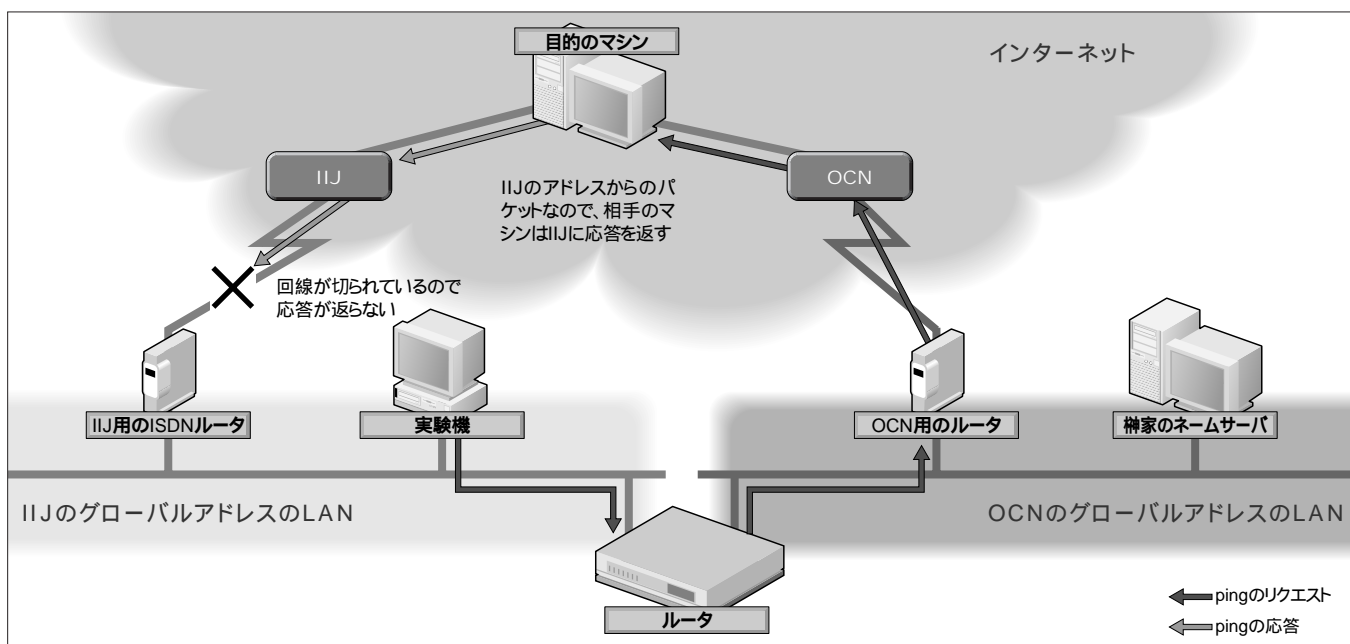 目的のマシン
インターネット
IIJ
OCN
IIJのアドレスからのパ
ケットなので、相手のマ
シンはIIJに応答を返す
回線が切られているので
応答が返らない
IIJ用のISDNルータ
実験機
OCN用のルータ
榊家のネームサーバ
IIJのグローバルアドレスのLAN
OCNのグローバルアドレスのLAN
ルータ
pingのリクエスト
pingの応答